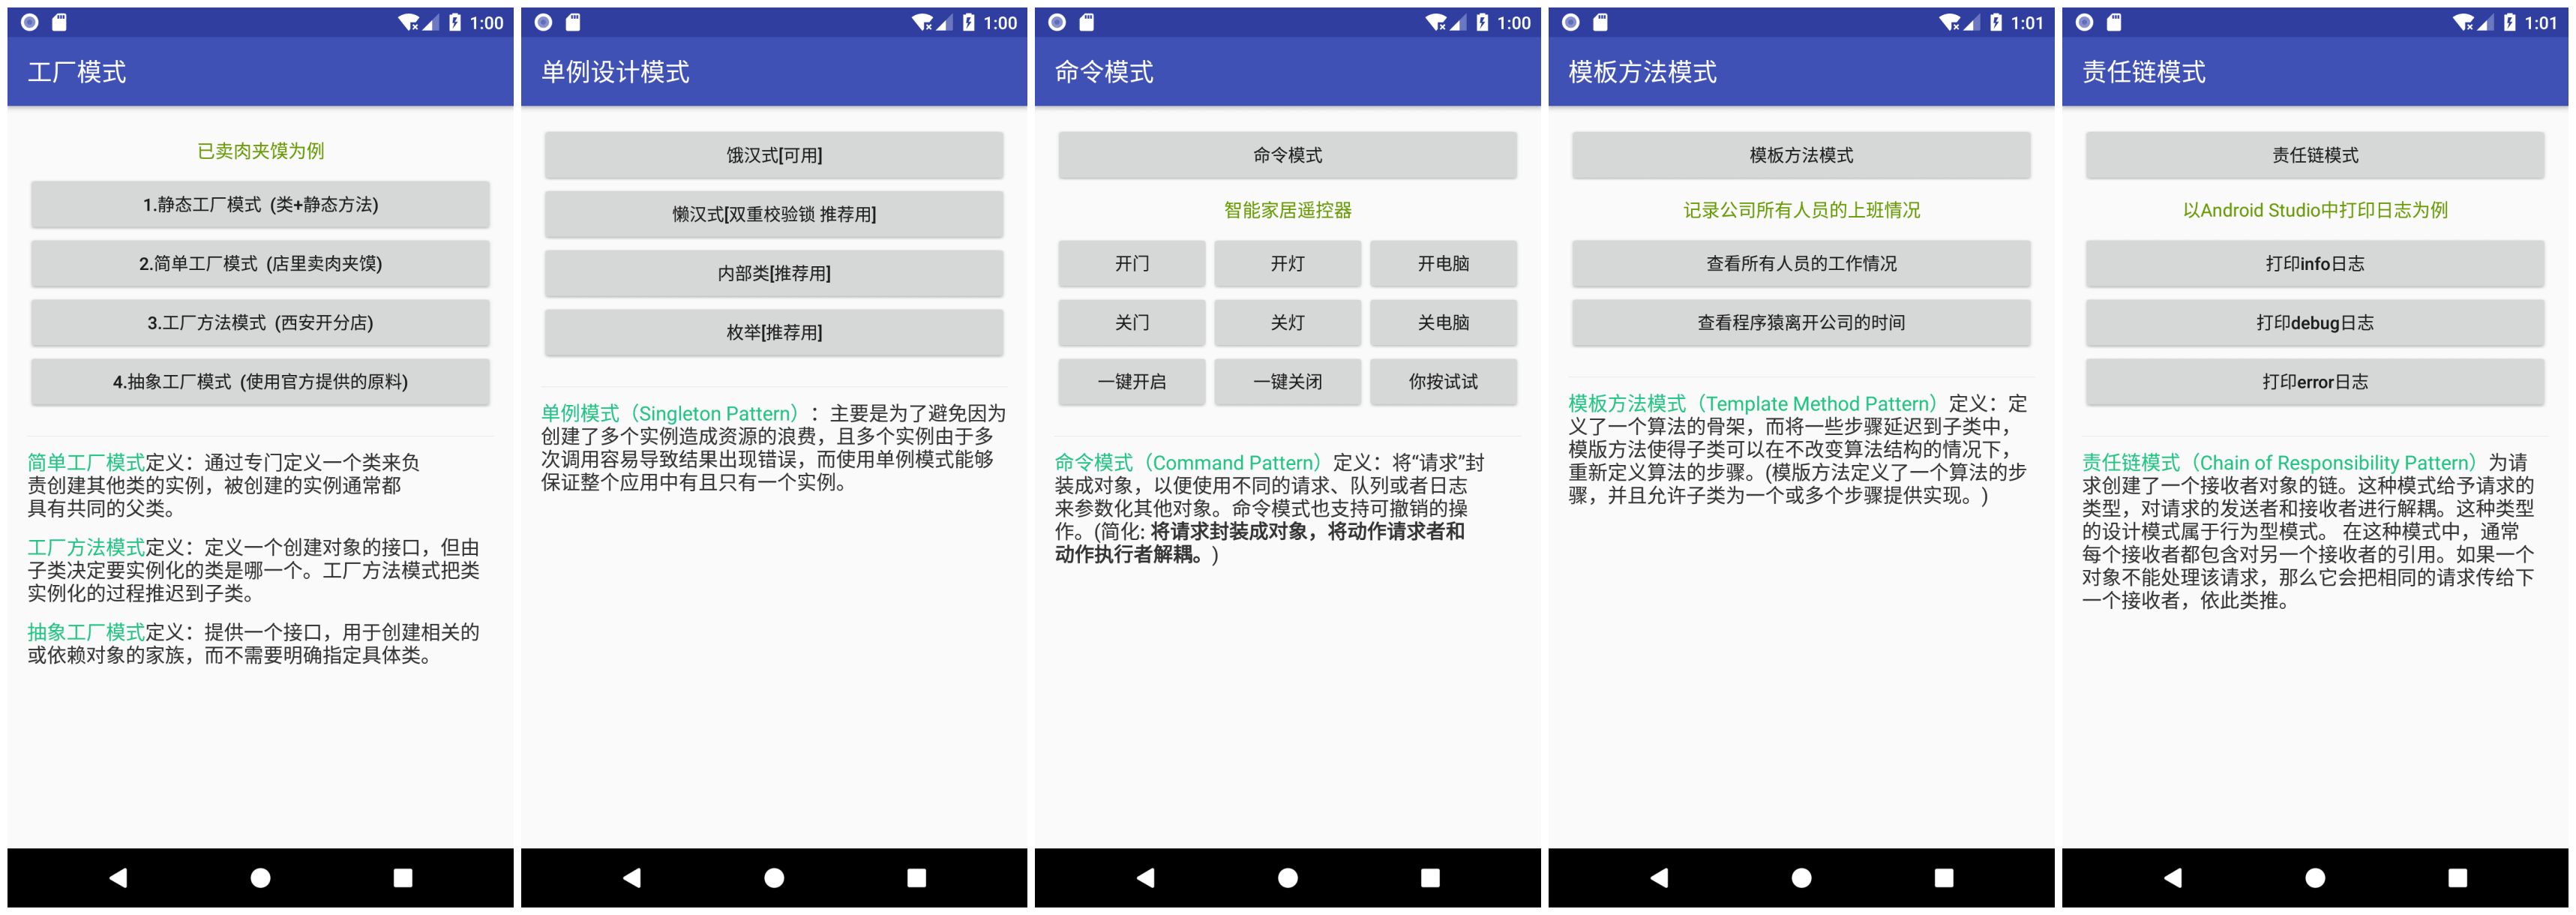 1:00
工厂模式
已卖肉夹馍为例
1.静态工厂模式 (类+静态方法)
2.简单工厂模式 (店里卖肉夹馍)
3.工厂方法模式 (西安开分店)
4.抽象工厂模式 (使用官方提供的原料)
简单工厂模式定义：通过专门定义一个类来负
责创建其他类的实例，被创建的实例通常都
具有共同的父类。
工厂方法模式定义：定义一个创建对象的接口，但由
子类决定要实例化的类是哪一个。工厂方法模式把类
实例化的过程推迟到子类。
抽象工厂模式定义：提供一个接口，用于创建相关的
或依赖对象的家族，而不需要明确指定具体类。
1:00
单例设计模式
饿汉式[可用]
懒汉式[双重校验锁 推荐用]
内部类[推荐用]
枚举[推荐用]
单例模式（Singleton Pattern）：主要是为了避免因为
创建了多个实例造成资源的浪费，且多个实例由于多
次调用容易导致结果出现错误，而使用单例模式能够
保证整个应用中有且只有一个实例。
1:00
命令模式
命令模式
智能家居遥控器
开门 开灯 开电脑
关门 关灯 关电脑
一键开启 一键关闭 你按试试
命令模式（Command Pattern）定义：将“请求”封
装成对象，以便使用不同的请求、队列或者日志
来参数化其他对象。命令模式也支持可撤销的操
作。(简化: 将请求封装成对象，将动作请求者和
动作执行者解耦。)
1:01
模板方法模式
模板方法模式
记录公司所有人员的上班情况
查看所有人员的工作情况
查看程序猿离开公司的时间
模板方法模式（Template Method Pattern）定义：定
义了一个算法的骨架，而将一些步骤延迟到子类中，
模版方法使得子类可以在不改变算法结构的情况下，
重新定义算法的步骤。(模版方法定义了一个算法的步
骤，并且允许子类为一个或多个步骤提供实现。)
1:01
责任链模式
责任链模式
以Android Studio中打印日志为例
打印info日志
打印debug日志
打印error日志
责任链模式（Chain of Responsibility Pattern）为请
求创建了一个接收者对象的链。这种模式给予请求的
类型，对请求的发送者和接收者进行解耦。这种类型
的设计模式属于行为型模式。 在这种模式中，通常
每个接收者都包含对另一个接收者的引用。如果一个
对象不能处理该请求，那么它会把相同的请求传给下
一个接收者，依此类推。